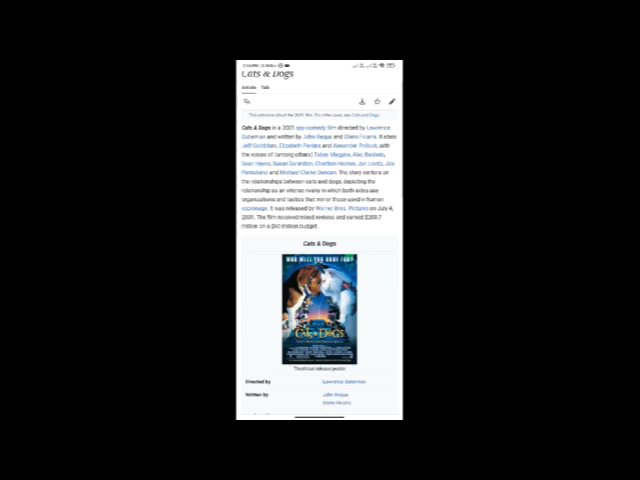 Cats & Dogs
Article Talk
This article is about the 2001 film. For other uses, see Cats and Dogs.
Cats & Dogs is a 2001 spy-comedy film directed by Lawrence
Guterman and written by John Requa and Glenn Ficarra. It stars
Jeff Goldblum, Elizabeth Perkins and Alexander Pollock, with
the voices of (among others) Tobey Maguire, Alec Baldwin,
Sean Hayes, Susan Sarandon, Charlton Heston, Jon Lovitz, Joe
Pantoliano and Michael Clarke Duncan. The story centers on
the relationships between cats and dogs, depicting the
relationship as an intense rivalry in which both sides use
organizations and tactics that mirror those used in human
espionage. It was released by Warner Bros. Pictures on July 4,
2001. The film received mixed reviews and earned $200.7
million on a $60 million budget.
Cats & Dogs
WHO WILL YOU ROOT FOR?
CATS & DOGS
Theatrical release poster
Directed by Lawrence Guterman
Written by John Requa
Glenn Ficarra